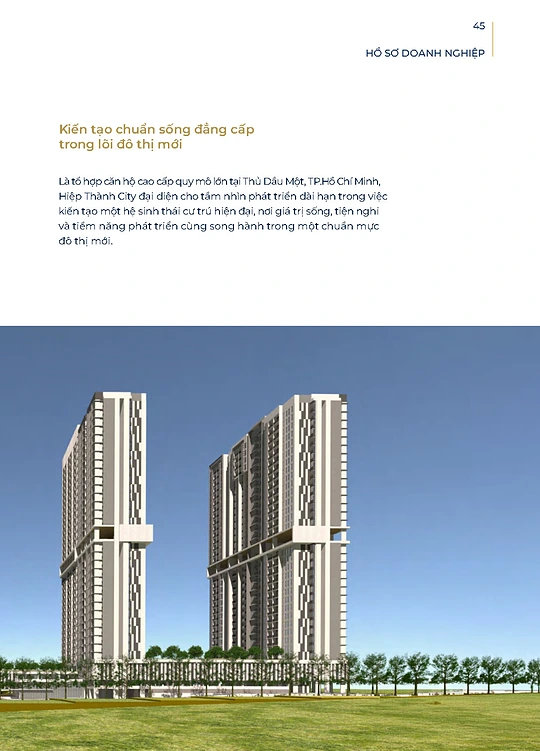 45
HỒ SƠ DOANH NGHIỆP
Kiến tạo chuẩn sống đẳng cấp
trong lõi đô thị mới
Là tổ hợp căn hộ cao cấp quy mô lớn tại Thủ Dầu Một, TP.Hồ Chí Minh,
Hiệp Thành City đại diện cho tầm nhìn phát triển dài hạn trong việc
kiến tạo một hệ sinh thái cư trú hiện đại, nơi giá trị sống, tiện nghi
và tiềm năng phát triển cùng song hành trong một chuẩn mực
đô thị mới.